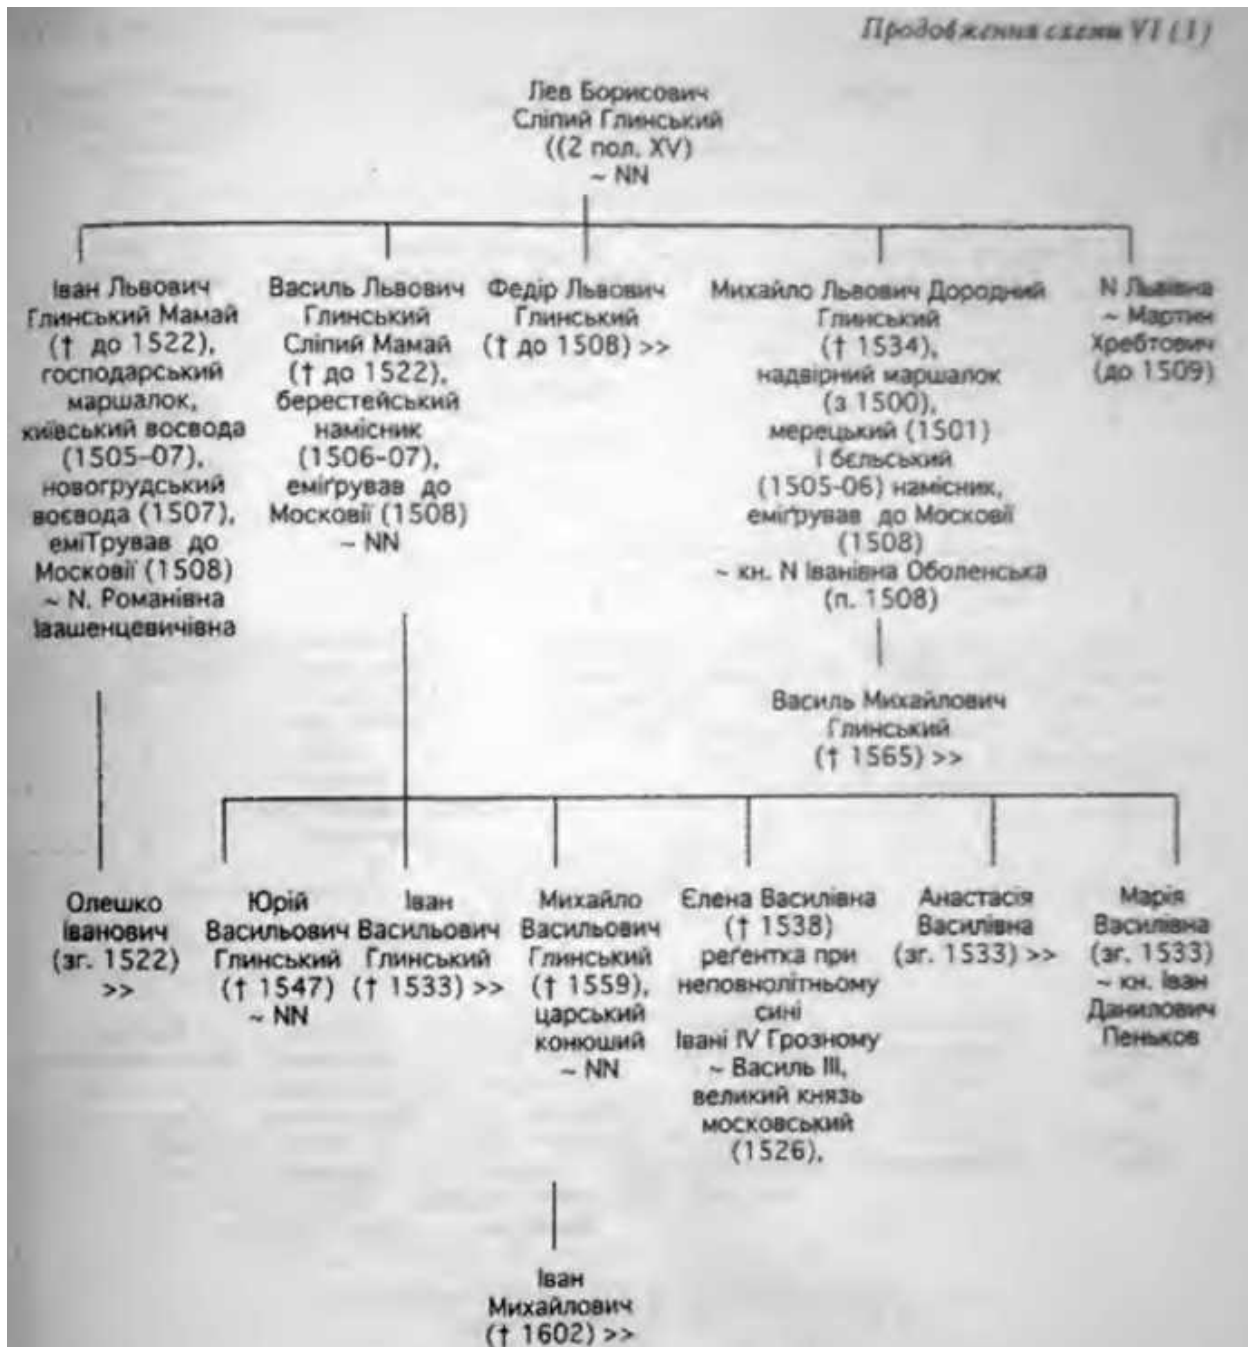 Продовження схеми VI (1)
Лев Борисович
Сліпий Глинський
((2 пол. XV)
~ NN
Іван Львович
Глинський Мамай
(† до 1522),
господарський
маршалок,
київський восвода
(1505-07),
новогрудський
воєвода (1507),
еміТрував до
Московії (1508)
~ N. Романівна
Івашенцевичівна
Василь Львович
Глинський
Сліпий Мамай
(† до 1522),
берестейський
намісник
(1506-07),
еміґрував до
Московії (1508)
~ NN
Федір Львович
Глинський
(† до 1508) >>
Михайло Львович Дородний
Глинський
(† 1534),
надвірний маршалок
(з 1500),
мерецький (1501)
і бєльський
(1505-06) намісник,
еміґрував до Московії
(1508)
~ кн. N Іванівна Оболенська
(п. 1508)
N Львівна
~ Мартин
Хребтович
(до 1509)
Василь Михайлович
Глинський
(† 1565) >>
Олешко
Іванович
(зг. 1522)
>>
Юрій
Васильович
Глинський
(† 1547)
~ NN
Іван
Васильович
Глинський
(† 1533) >>
Михайло
Васильович
Глинський
(† 1559),
царський
конюший
~ NN
Єлена Василівна
(† 1538)
реґентка при
неповнолітньому
сині
Івані IV Грозному
~ Василь III,
великий князь
московський
(1526),
Анастасія
Василівна
(зг. 1533) >>
Марія
Василівна
(зг. 1533)
~ кн. Іван
Данилович
Пеньков
Іван
Михайлович
(† 1602) >>